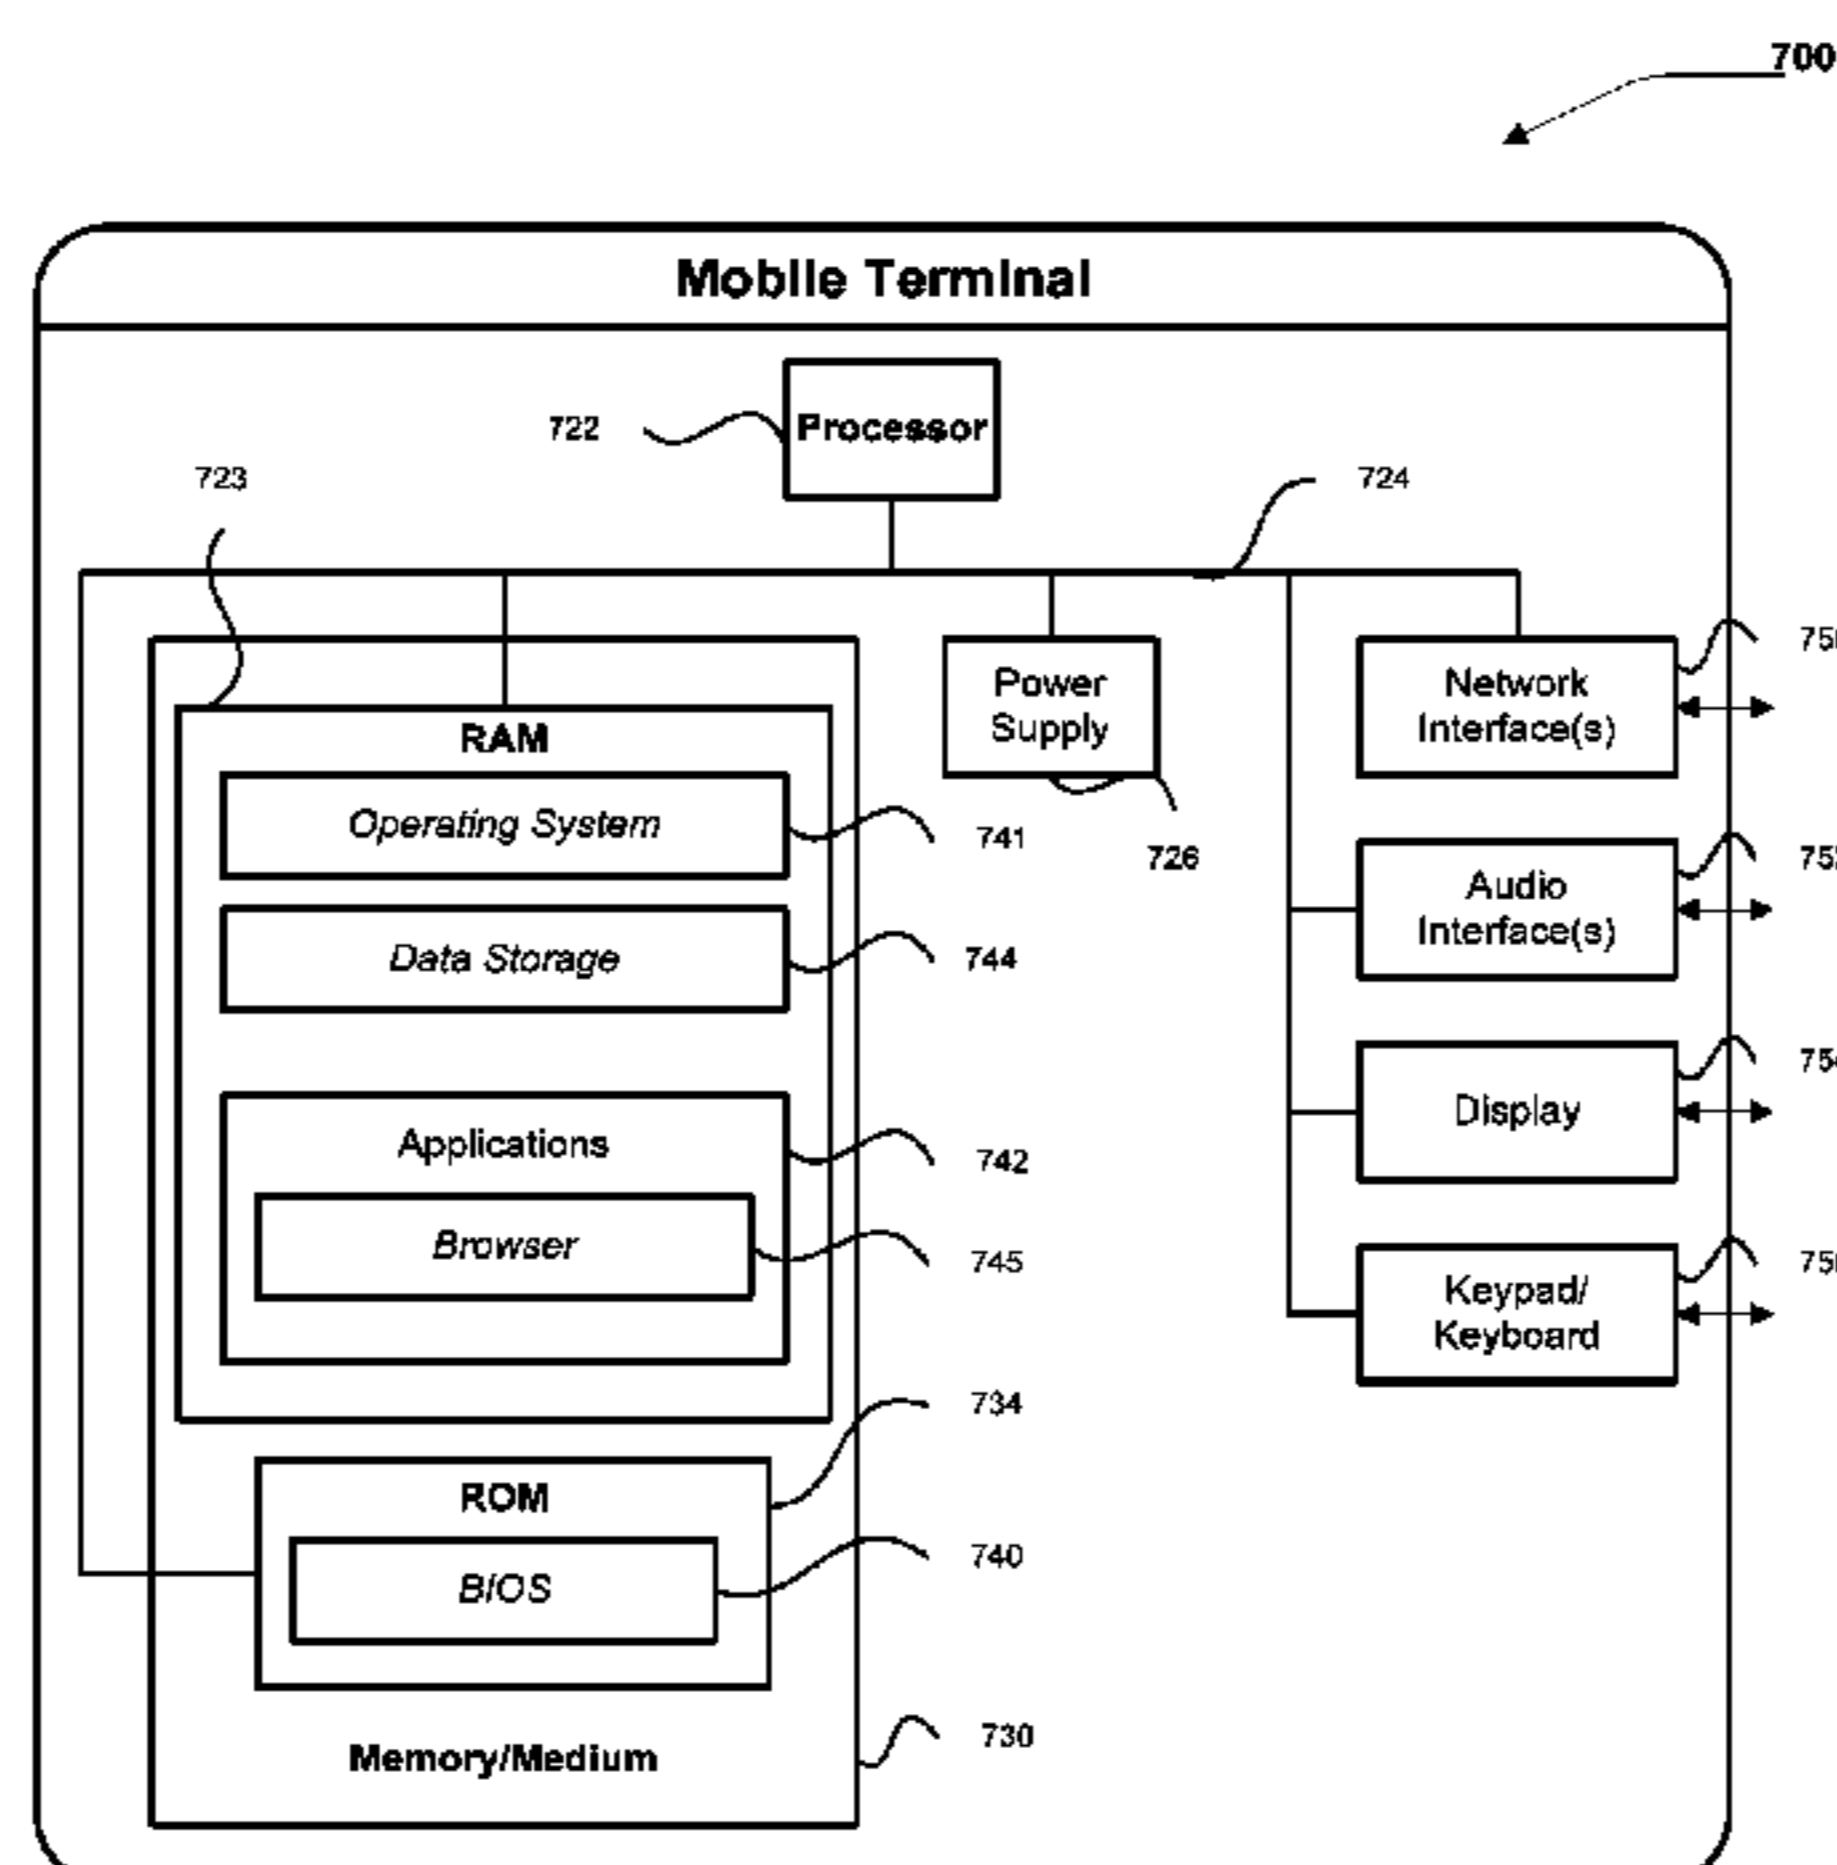 700
Mobile Terminal
Processor
722
723
724
Power
Supply
Network
Interface(s)
RAM
Operating System
741
726
Audio
Interface(s)
Data Storage
744
Display
Applications
742
Browser
745
Keypad/
Keyboard
734
ROM
740
BIOS
730
Memory/Medium